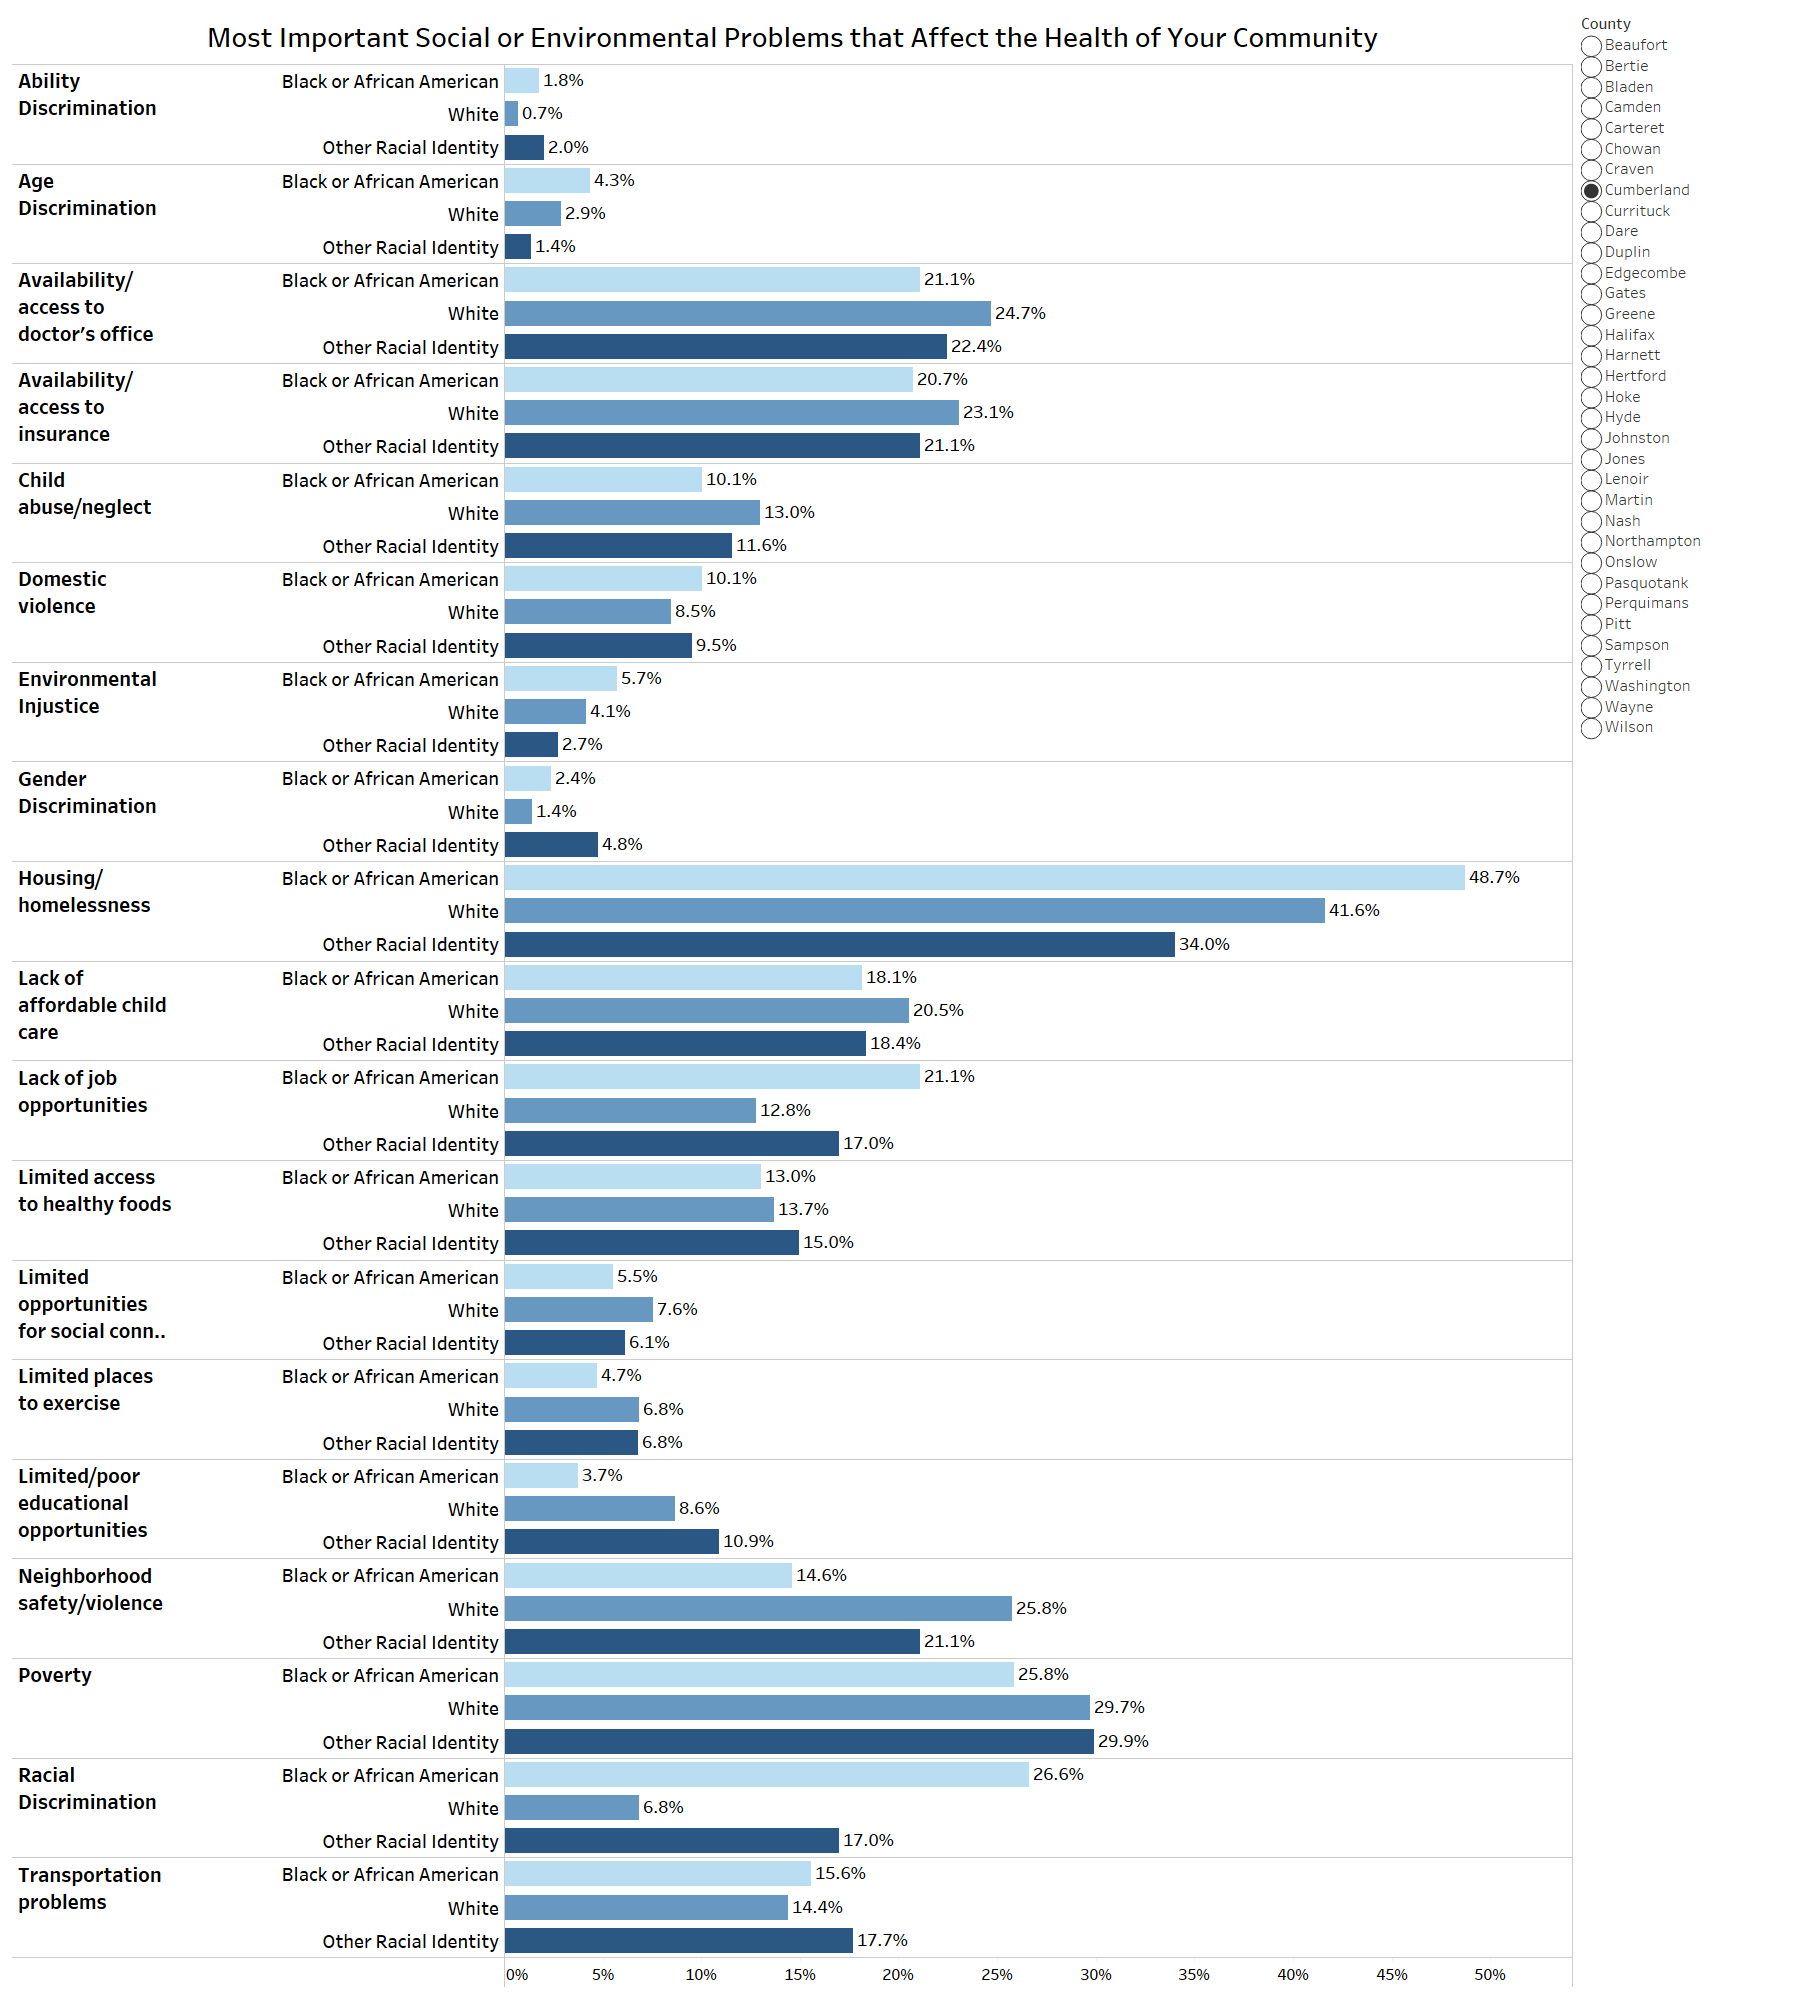 Most Important Social or Environmental Problems that Affect the Health of Your Community
Ability
Discrimination
Black or African American 1.8%
White 0.7%
Other Racial Identity 2.0%
Age
Discrimination
Black or African American 4.3%
White 2.9%
Other Racial Identity 1.4%
Availability/
access to
doctor's office
Black or African American 21.1%
White 24.7%
Other Racial Identity 22.4%
Availability/
access to
insurance
Black or African American 20.7%
White 23.1%
Other Racial Identity 21.1%
Child
abuse/neglect
Black or African American 10.1%
White 13.0%
Other Racial Identity 11.6%
Domestic
violence
Black or African American 10.1%
White 8.5%
Other Racial Identity 9.5%
Environmental
Injustice
Black or African American 5.7%
White 4.1%
Other Racial Identity 2.7%
Gender
Discrimination
Black or African American 2.4%
White 1.4%
Other Racial Identity 4.8%
Housing/
homelessness
Black or African American 48.7%
White 41.6%
Other Racial Identity 34.0%
Lack of
affordable child
care
Black or African American 18.1%
White 20.5%
Other Racial Identity 18.4%
Lack of job
opportunities
Black or African American 21.1%
White 12.8%
Other Racial Identity 17.0%
Limited access
to healthy foods
Black or African American 13.0%
White 13.7%
Other Racial Identity 15.0%
Limited
opportunities
for social conn..
Black or African American 5.5%
White 7.6%
Other Racial Identity 6.1%
Limited places
to exercise
Black or African American 4.7%
White 6.8%
Other Racial Identity 6.8%
Limited/poor
educational
opportunities
Black or African American 3.7%
White 8.6%
Other Racial Identity 10.9%
Neighborhood
safety/violence
Black or African American 14.6%
White 25.8%
Other Racial Identity 21.1%
Poverty
Black or African American 25.8%
White 29.7%
Other Racial Identity 29.9%
Racial
Discrimination
Black or African American 26.6%
White 6.8%
Other Racial Identity 17.0%
Transportation
problems
Black or African American 15.6%
White 14.4%
Other Racial Identity 17.7%
0% 5% 10% 15% 20% 25% 30% 35% 40% 45% 50%
County
Beaufort
Bertie
Bladen
Camden
Carteret
Chowan
Craven
Cumberland
Currituck
Dare
Duplin
Edgecombe
Gates
Greene
Halifax
Harnett
Hertford
Hoke
Hyde
Johnston
Jones
Lenoir
Martin
Nash
Northampton
Onslow
Pasquotank
Perquimans
Pitt
Sampson
Tyrrell
Washington
Wayne
Wilson